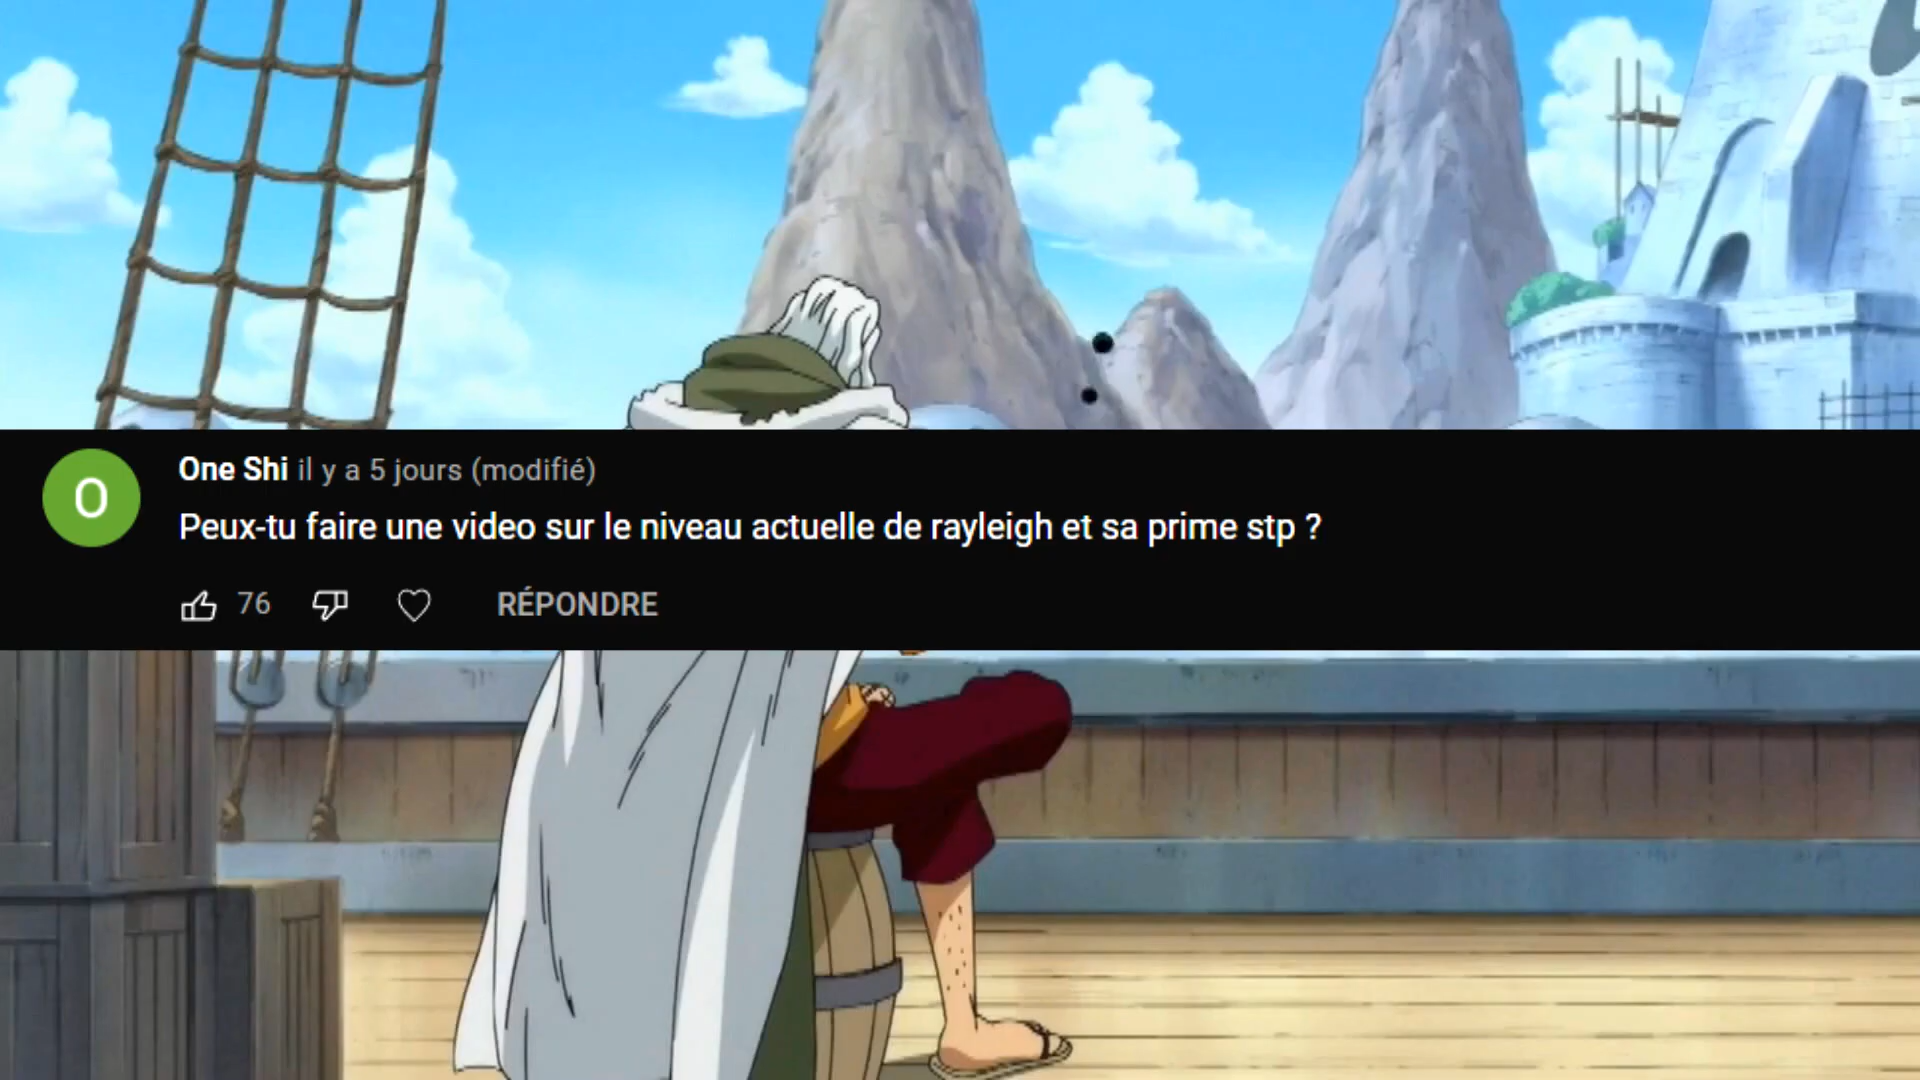 O
One Shi il y a 5 jours (modifié)
Peux-tu faire une video sur le niveau actuelle de rayleigh et sa prime stp ?
76 RÉPONDRE